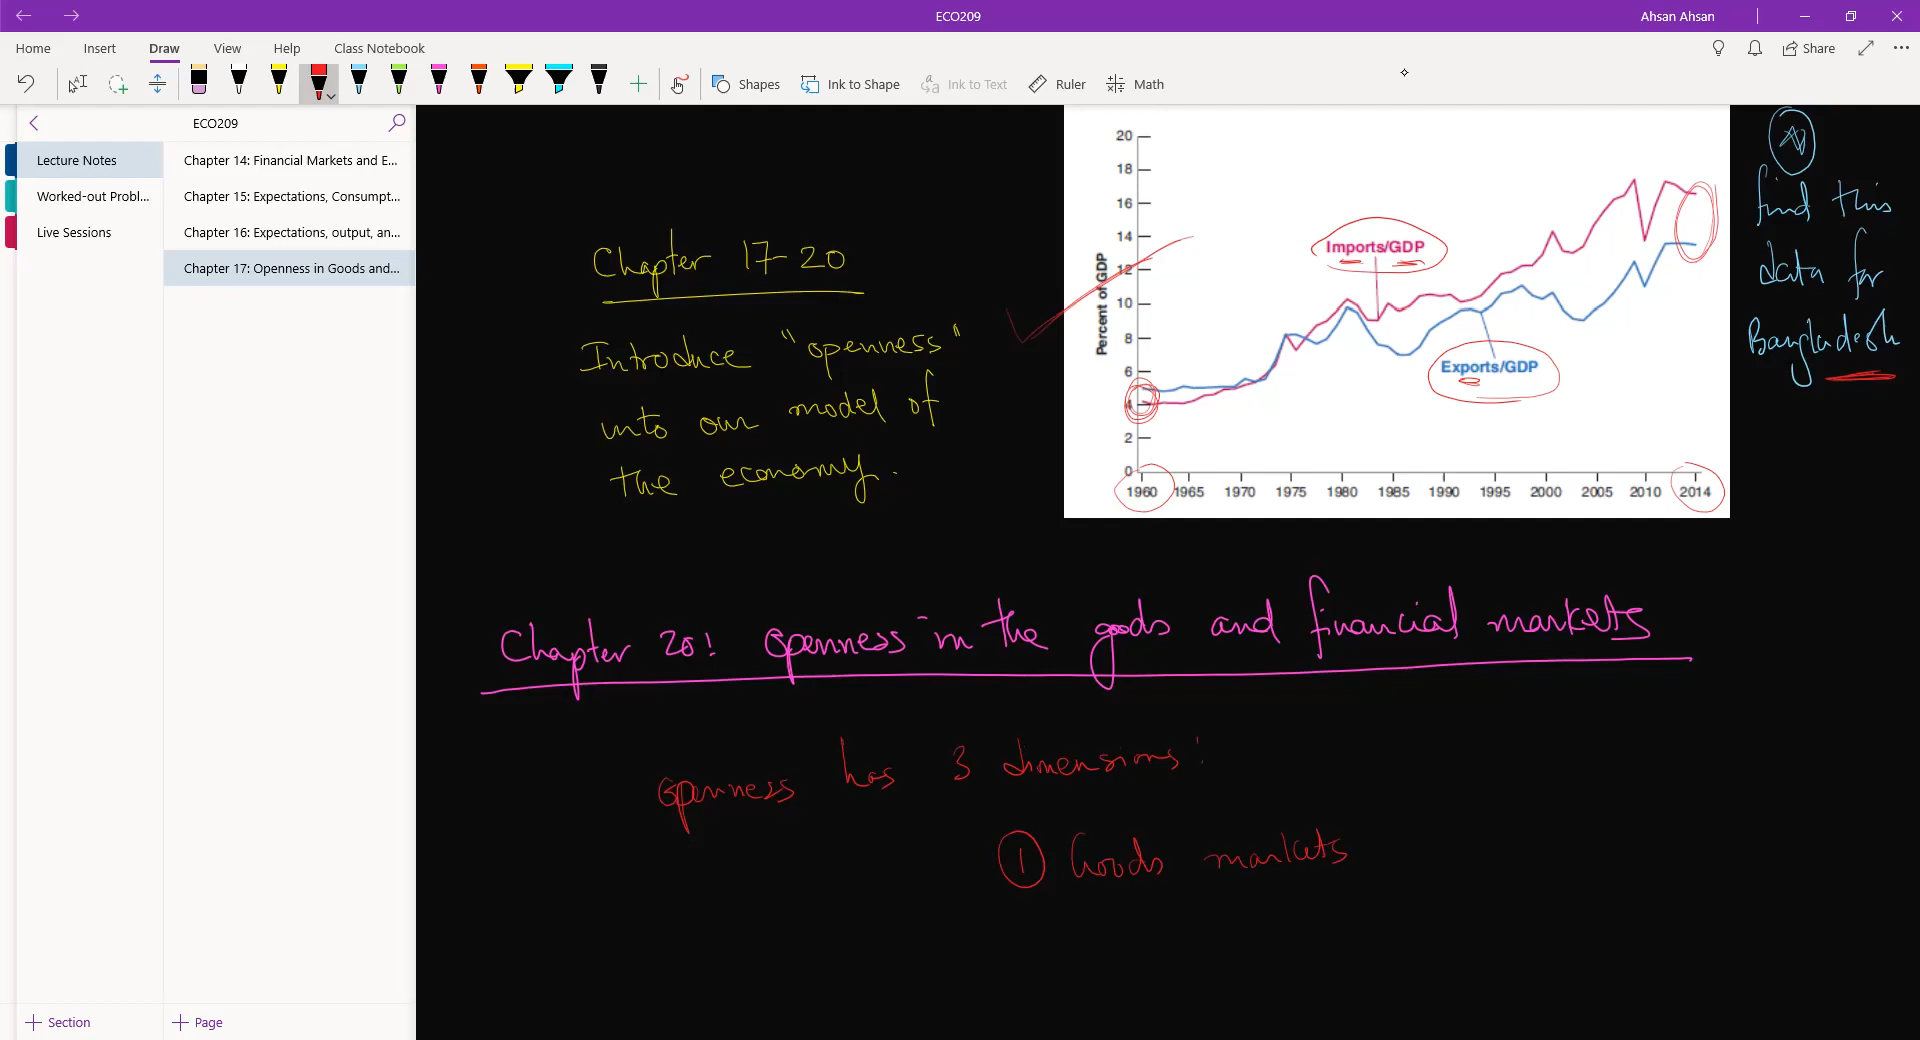 ECO209
Ahsan Ahsan
Home Insert Draw View Help Class Notebook
Share
Shapes Ink to Shape Ink to Text Ruler Math
ECO209
Lecture Notes
Worked-out Probl...
Live Sessions
Chapter 14: Financial Markets and E...
Chapter 15: Expectations, Consumpt...
Chapter 16: Expectations, output, an...
Chapter 17: Openness in Goods and...
Section
Page
Chapter 17-20
Introduce "openness"
into our model of
the economy.
Percent of GDP
20
18
16
14
12
10
8
6
4
2
0
Imports/GDP
Exports/GDP
1960 1965 1970 1975 1980 1985 1990 1995 2000 2005 2010 2014
find this
data for
Bangladesh
Chapter 20: Openness in the goods and financial markets
Openness has 3 dimensions:
1 Goods markets